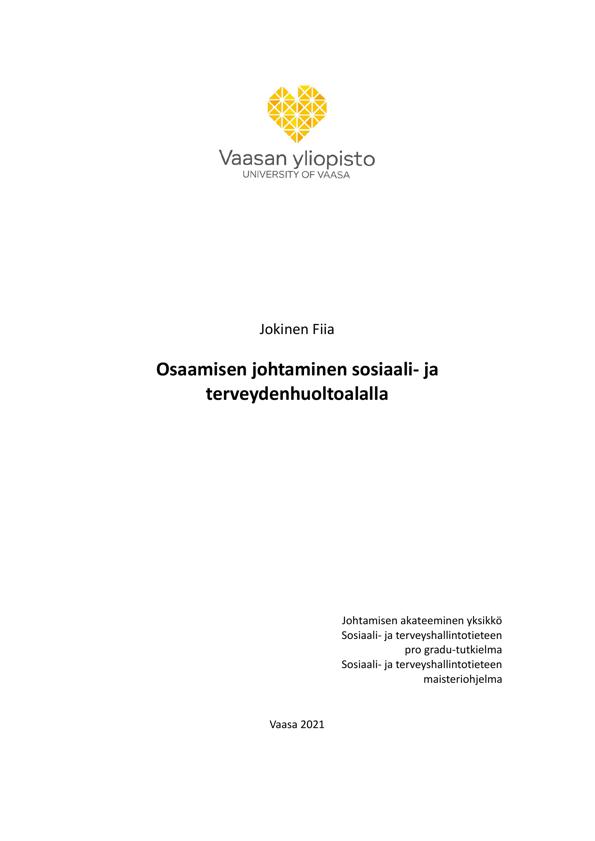 Vaasan yliopisto
UNIVERSITY OF VAASA
Jokinen Fiia
Osaamisen johtaminen sosiaali- ja
terveydenhuoltoalalla
Johtamisen akateeminen yksikkö
Sosiaali- ja terveyshallintotieteen
pro gradu-tutkielma
Sosiaali- ja terveyshallintotieteen
maisteriohjelma
Vaasa 2021